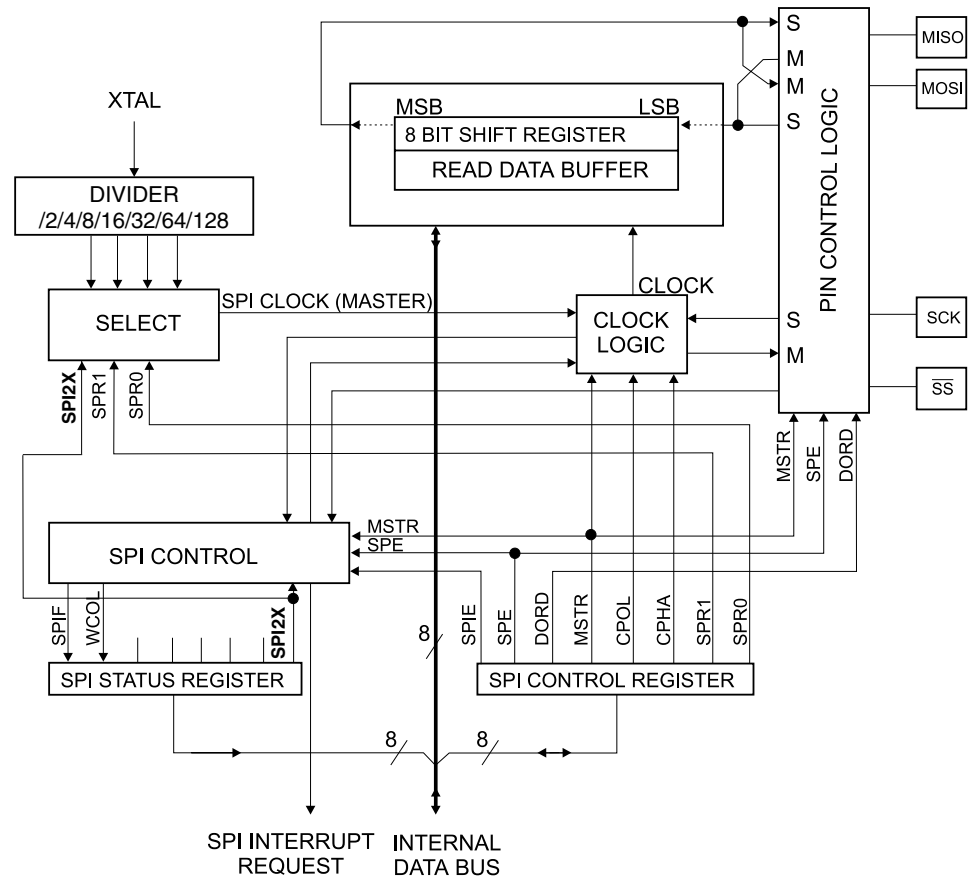 S
MISO
M
M
MOSI
XTAL
MSB
LSB
S
8 BIT SHIFT REGISTER
READ DATA BUFFER
PIN CONTROL LOGIC
DIVIDER
/2/4/8/16/32/64/128
SPI CLOCK (MASTER)
CLOCK
SELECT
CLOCK
LOGIC
S
SCK
M
SS
SPI2X
SPR1
SPR0
MSTR
SPE
DORD
MSTR
SPE
SPI CONTROL
SPIF
WCOL
SPI2X
8
SPIE
SPE
DORD
MSTR
CPOL
CPHA
SPR1
SPR0
SPI STATUS REGISTER
SPI CONTROL REGISTER
8
8
SPI INTERRUPT
REQUEST
INTERNAL
DATA BUS